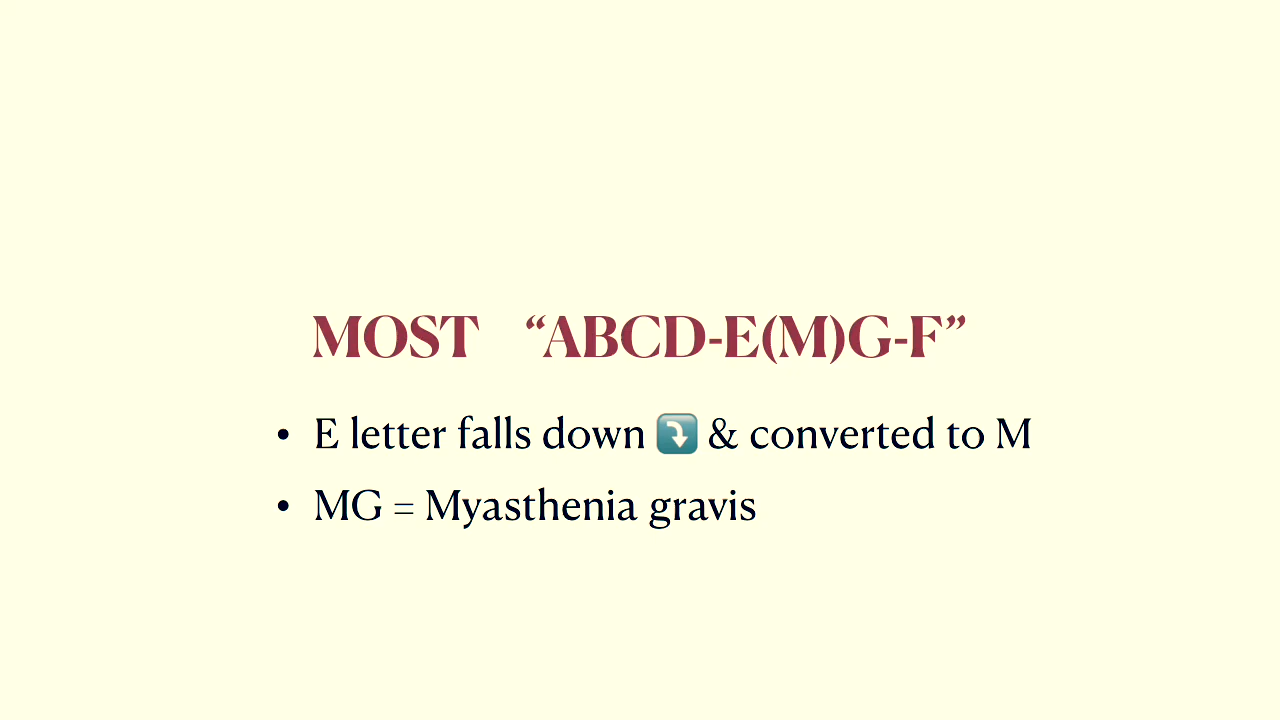 MOST “ABCD-E(M)G-F”
• E letter falls down ⤵️ & converted to M
• MG = Myasthenia gravis